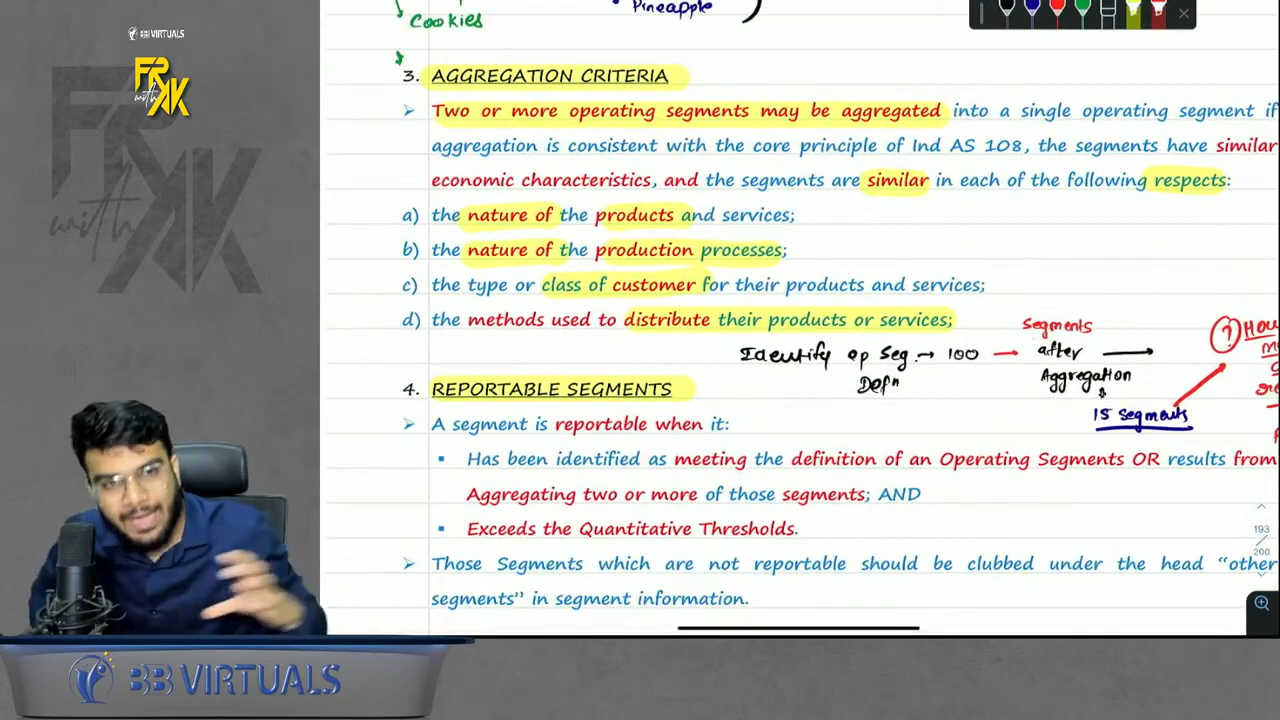 Pineapple
Cookies
BB VIRTUALS
FR
with
AK
3. AGGREGATION CRITERIA
➢ Two or more operating segments may be aggregated into a single operating segment if
aggregation is consistent with the core principle of Ind AS 108, the segments have similar
economic characteristics, and the segments are similar in each of the following respects:
a) the nature of the products and services;
b) the nature of the production processes;
c) the type or class of customer for their products and services;
d) the methods used to distribute their products or services;
Identify op Seg. → 100 → Segments after Aggregation →
Defn
15 Segments
?
4. REPORTABLE SEGMENTS
➢ A segment is reportable when it:
▪ Has been identified as meeting the definition of an Operating Segments OR results from
Aggregating two or more of those segments; AND
▪ Exceeds the Quantitative Thresholds.
➢ Those Segments which are not reportable should be clubbed under the head “other
segments” in segment information.
193
200
BB VIRTUALS